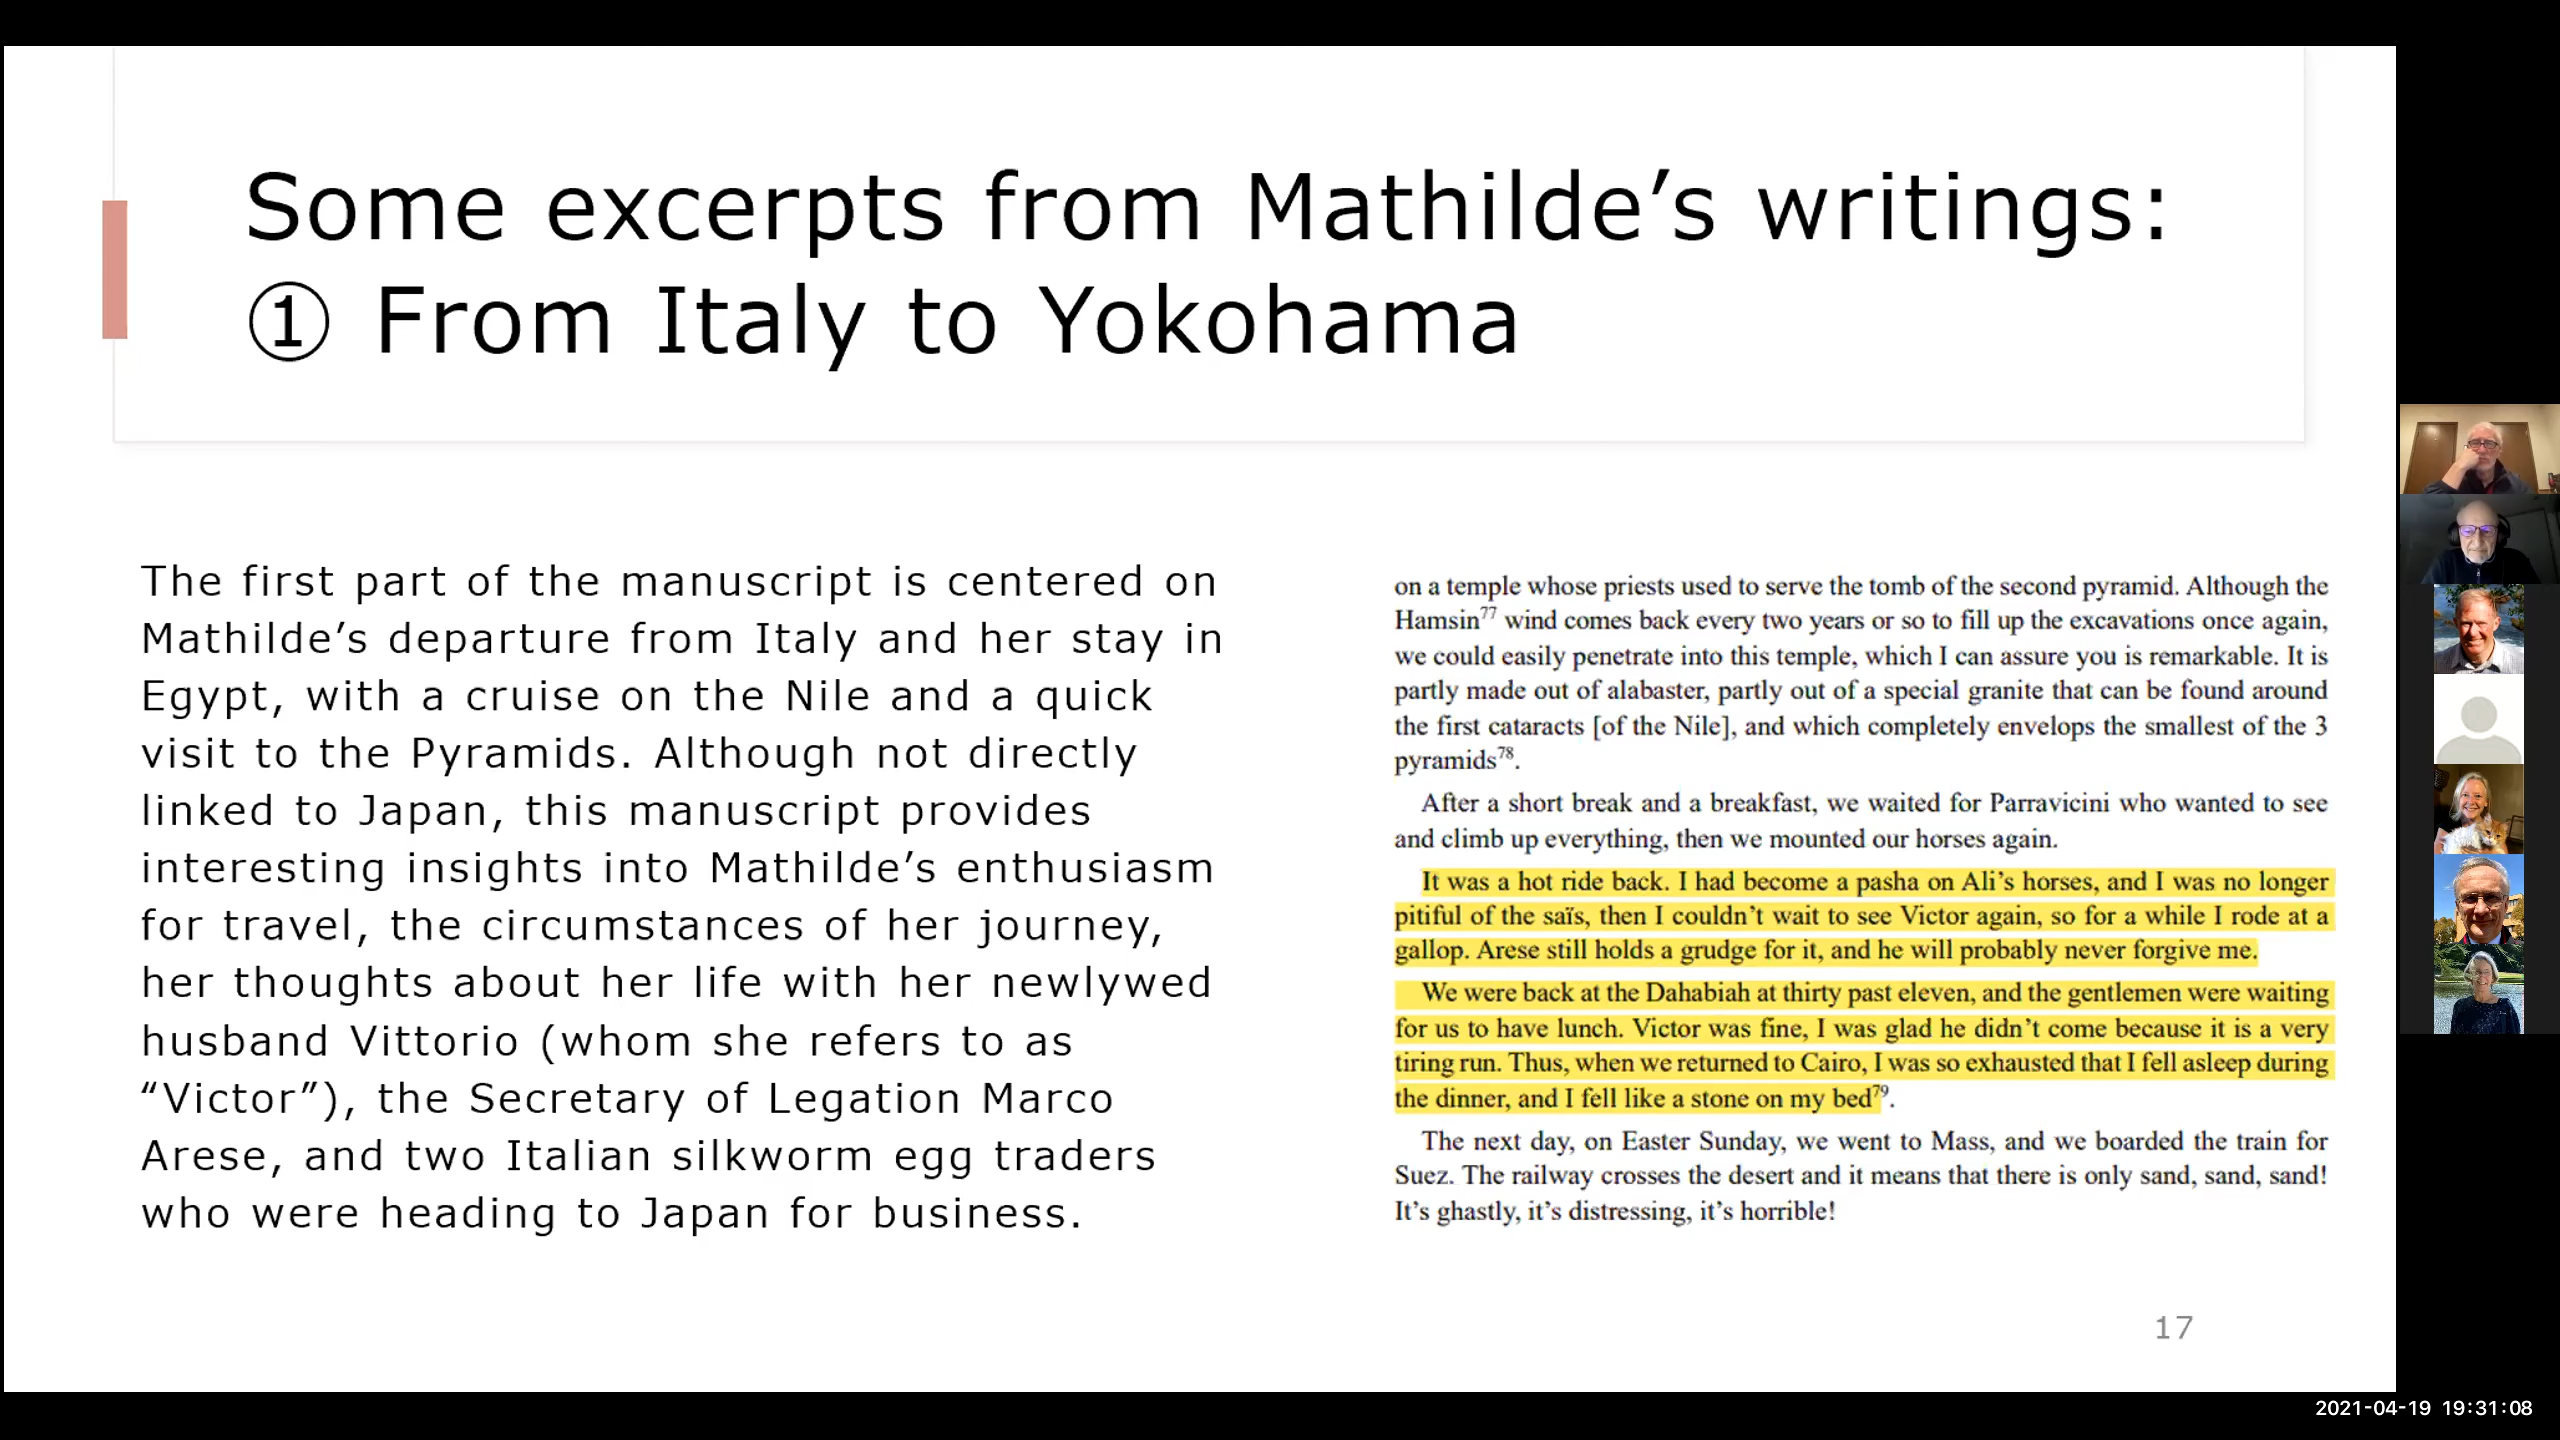 Some excerpts from Mathilde’s writings:
① From Italy to Yokohama
The first part of the manuscript is centered on
Mathilde’s departure from Italy and her stay in
Egypt, with a cruise on the Nile and a quick
visit to the Pyramids. Although not directly
linked to Japan, this manuscript provides
interesting insights into Mathilde’s enthusiasm
for travel, the circumstances of her journey,
her thoughts about her life with her newlywed
husband Vittorio (whom she refers to as
“Victor”), the Secretary of Legation Marco
Arese, and two Italian silkworm egg traders
who were heading to Japan for business.
on a temple whose priests used to serve the tomb of the second pyramid. Although the
Hamsin77 wind comes back every two years or so to fill up the excavations once again,
we could easily penetrate into this temple, which I can assure you is remarkable. It is
partly made out of alabaster, partly out of a special granite that can be found around
the first cataracts [of the Nile], and which completely envelops the smallest of the 3
pyramids78.
After a short break and a breakfast, we waited for Parravicini who wanted to see
and climb up everything, then we mounted our horses again.
It was a hot ride back. I had become a pasha on Ali’s horses, and I was no longer
pitiful of the saïs, then I couldn’t wait to see Victor again, so for a while I rode at a
gallop. Arese still holds a grudge for it, and he will probably never forgive me.
We were back at the Dahabiah at thirty past eleven, and the gentlemen were waiting
for us to have lunch. Victor was fine, I was glad he didn’t come because it is a very
tiring run. Thus, when we returned to Cairo, I was so exhausted that I fell asleep during
the dinner, and I fell like a stone on my bed79.
The next day, on Easter Sunday, we went to Mass, and we boarded the train for
Suez. The railway crosses the desert and it means that there is only sand, sand, sand!
It’s ghastly, it’s distressing, it’s horrible!
17
2021-04-19 19:31:08